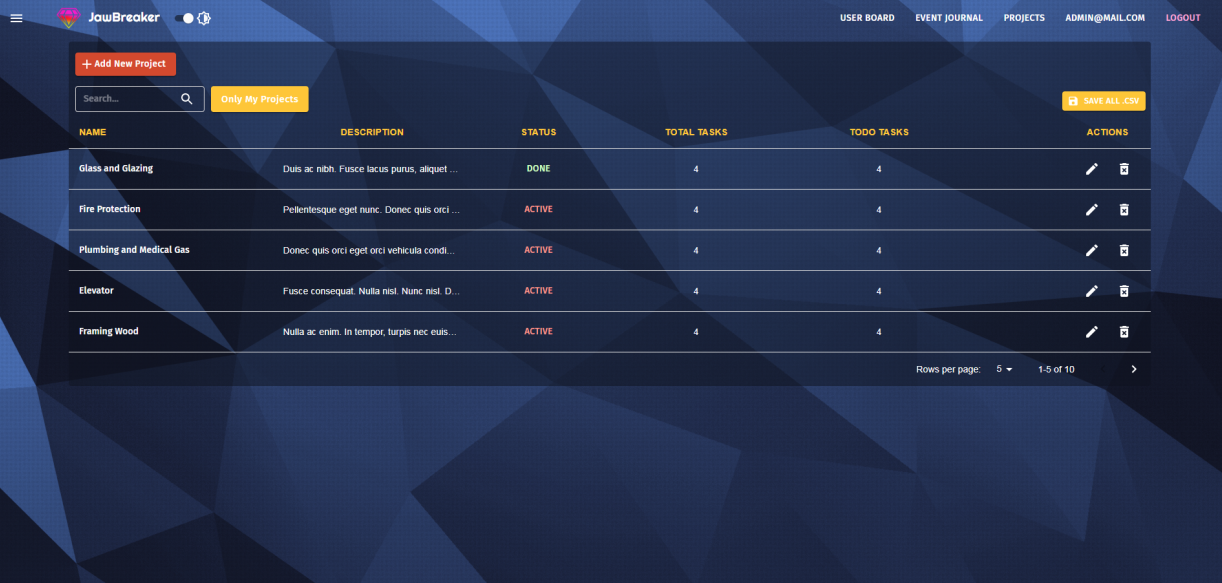 JawBreaker
USER BOARD EVENT JOURNAL PROJECTS ADMIN@MAIL.COM LOGOUT
+ Add New Project
Search... Only My Projects SAVE ALL .CSV
NAME DESCRIPTION STATUS TOTAL TASKS TODO TASKS ACTIONS
Glass and Glazing Duis ac nibh. Fusce lacus purus, aliquet ... DONE 4 4
Fire Protection Pellentesque eget nunc. Donec quis orci ... ACTIVE 4 4
Plumbing and Medical Gas Donec quis orci eget orci vehicula condi... ACTIVE 4 4
Elevator Fusce consequat. Nulla nisl. Nunc nisl. D... ACTIVE 4 4
Framing Wood Nulla ac enim. In tempor, turpis nec euis... ACTIVE 4 4
Rows per page: 5 1-5 of 10